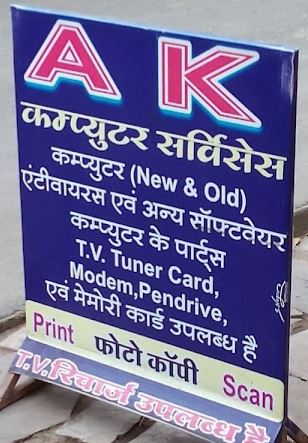 A K
कम्प्युटर सर्विसेस
कम्प्युटर (New & Old)
एंटीवायरस एवं अन्य सॉफ्टवेयर
कम्प्युटर के पार्ट्स
T.V. Tuner Card,
Modem,Pendrive,
एवं मेमोरी कार्ड उपलब्ध है
Print फोटो कॉपी Scan
T.V.रिचार्ज उपलब्ध है